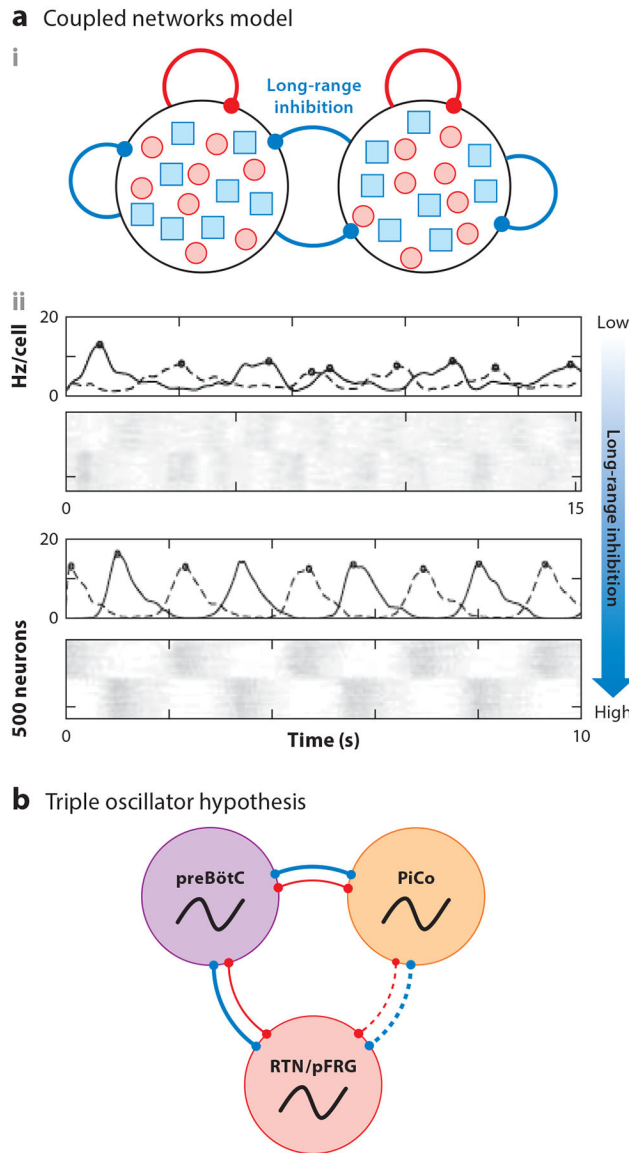 a Coupled networks model
i
Long-range
inhibition
ii
20
Hz/cell
0
0
15
20
0
500 neurons
0
Time (s)
10
Low
Long-range inhibition
High
b Triple oscillator hypothesis
preBötC
PiCo
RTN/pFRG